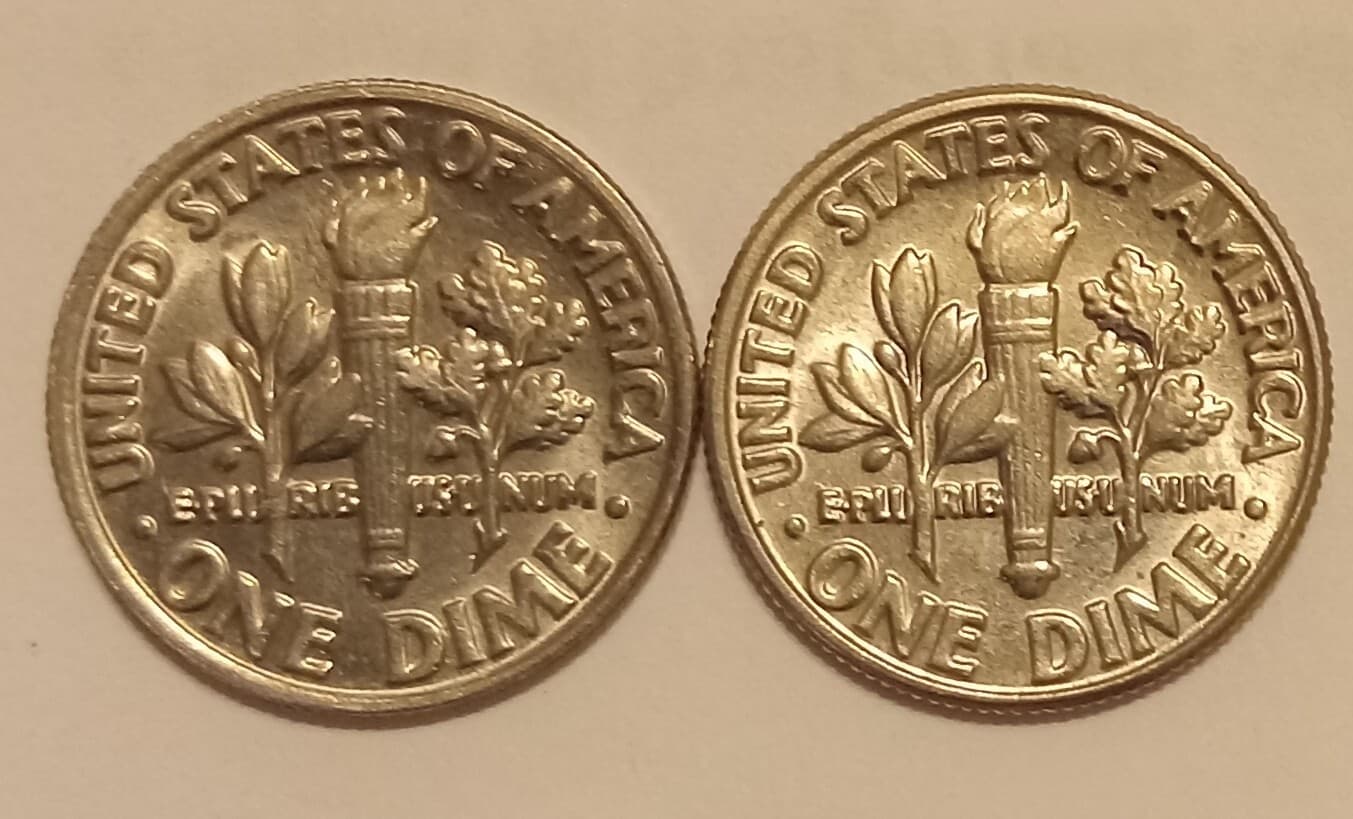 UNITED STATES OF AMERICA
E PLURIBUS UNUM
ONE DIME
UNITED STATES OF AMERICA
E PLURIBUS UNUM
ONE DIME